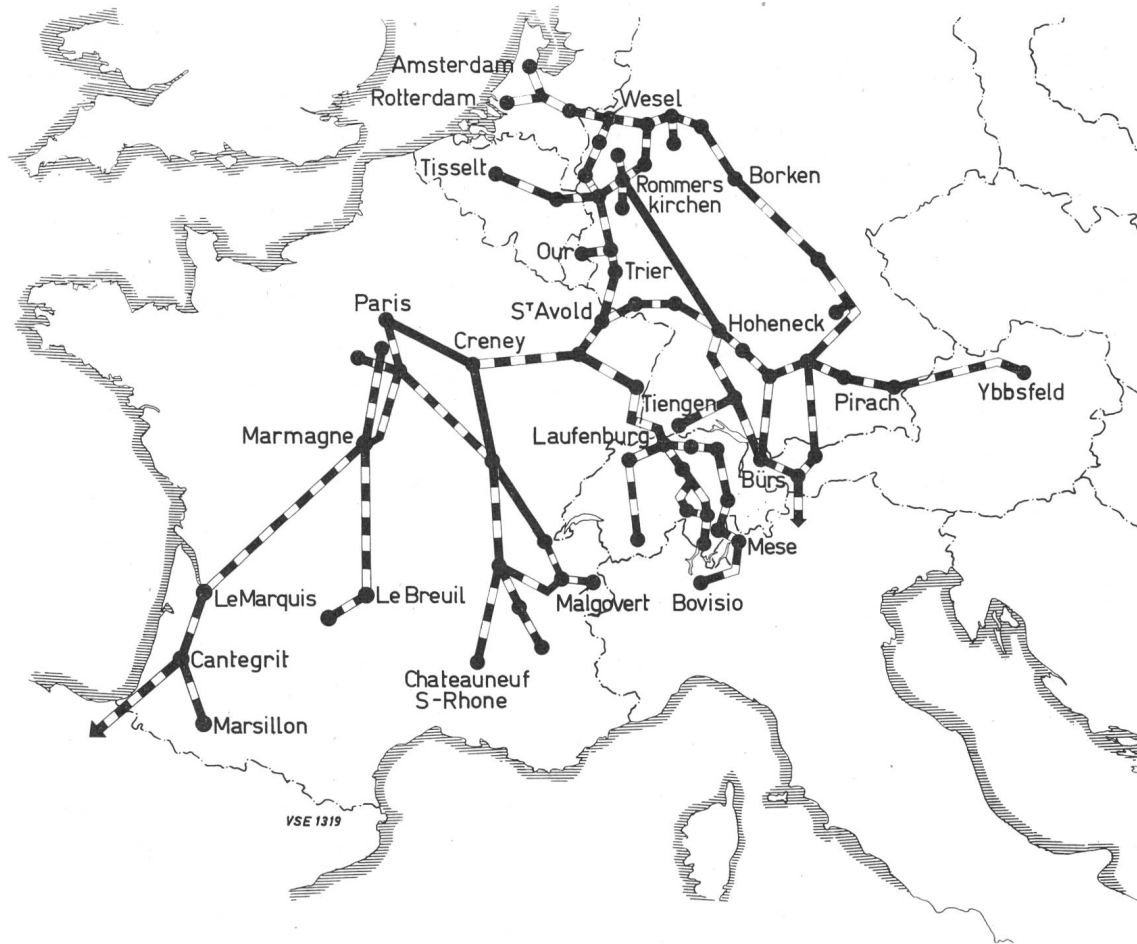 Amsterdam
Rotterdam
Wesel
Tisselt
Rommers
kirchen
Borken
Our
Trier
Paris
STAvold
Creney
Hoheneck
Tiengen
Pirach
Ybbsfeld
Marmagne
Laufenburg
Bürs
Mese
LeMarquis
Le Breuil
Malgovert
Bovisio
Cantegrit
Chateauneuf
S-Rhone
Marsillon
VSE 1319